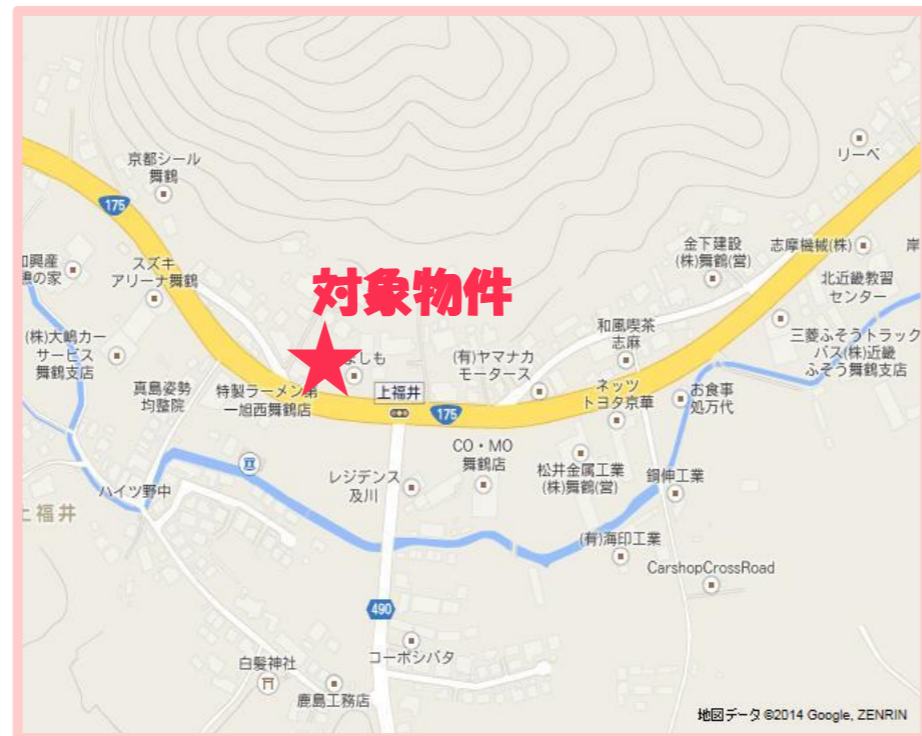 リーベ
京都シール
舞鶴
175
金下建設
(株)舞鶴(営)
志摩機械(株)
岸
スズキ
アリーナ舞鶴
北近畿教習
センター
対象物件
和風喫茶
志麻
(株)大嶋カー
サービス
舞鶴支店
三菱ふそうトラック
バス(株)近畿
ふそう舞鶴支店
よしも
(有)ヤマナカ
モータース
真島姿勢
均整院
特製ラーメン第
一旭西舞鶴店
上福井
175
ネッツ
トヨタ京華
お食事
処万代
CO・MO
舞鶴店
レジデンス
及川
松井金属工業
(株)舞鶴(営)
鋼伸工業
ハイツ野中
上福井
(有)海印工業
CarshopCrossRoad
490
コーポシバタ
白髪神社
鹿島工務店
地図データ ©2014 Google, ZENRIN